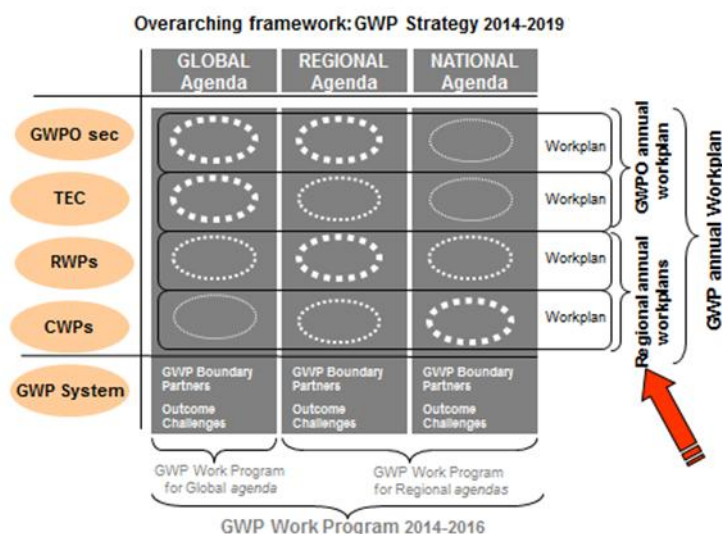 Overarching framework: GWP Strategy 2014-2019
GLOBAL
Agenda
REGIONAL
Agenda
NATIONAL
Agenda
GWPO sec
Workplan
TEC
Workplan
RWPs
Workplan
CWPs
Workplan
GWPO annual
workplan
Regional annual
workplans
GWP annual Workplan
GWP System
GWP Boundary
Partners
Outcome
Challenges
GWP Boundary
Partners
Outcome
Challenges
GWP Boundary
Partners
Outcome
Challenges
GWP Work Program
for Global agenda
GWP Work Program
for Regional agendas
GWP Work Program 2014-2016